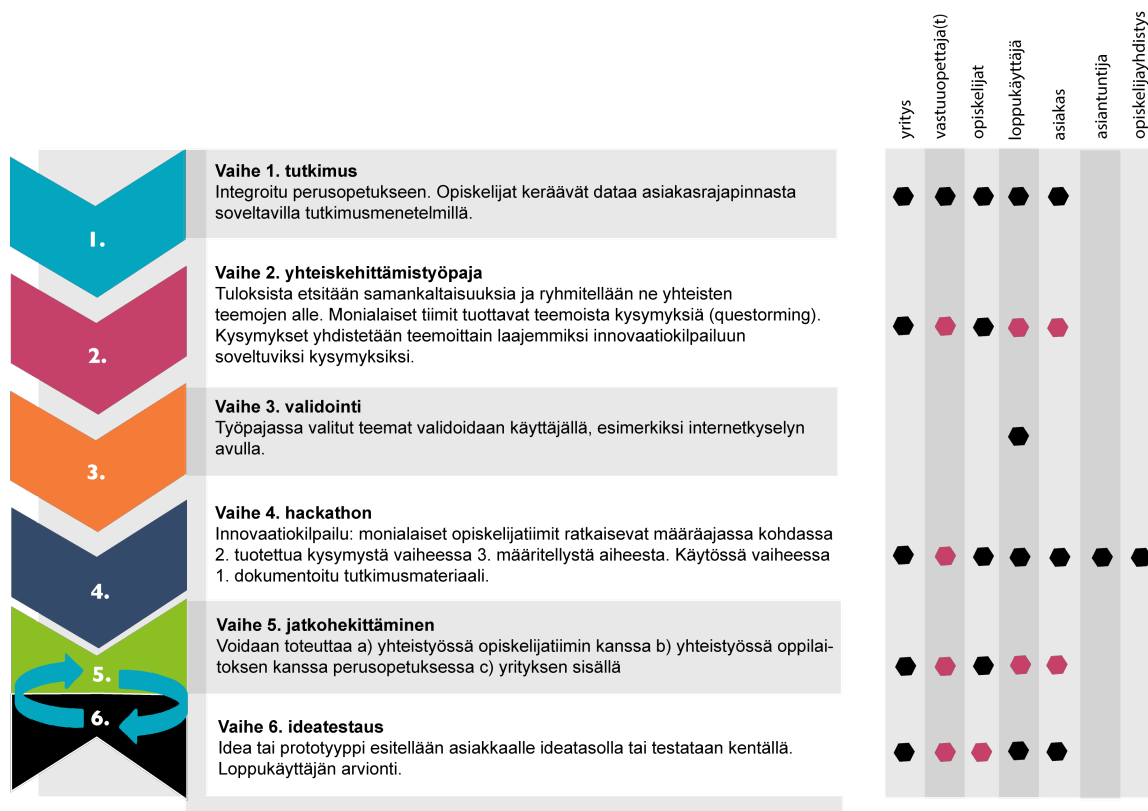 yritys
vastuuopettaja(t)
opiskelijat
loppukäyttäjä
asiakas
asiantuntija
opiskelijayhdistys
1.
Vaihe 1. tutkimus
Integroitu perusopetukseen. Opiskelijat keräävät dataa asiakasrajapinnasta
soveltavilla tutkimusmenetelmillä.
2.
Vaihe 2. yhteiskehittämistyöpaja
Tuloksista etsitään samankaltaisuuksia ja ryhmitellään ne yhteisten
teemojen alle. Monialaiset tiimit tuottavat teemoista kysymyksiä (questorming).
Kysymykset yhdistetään teemoittain laajemmiksi innovaatiokilpailuun
soveltuviksi kysymyksiksi.
3.
Vaihe 3. validointi
Työpajassa valitut teemat validoidaan käyttäjällä, esimerkiksi internetkyselyn
avulla.
4.
Vaihe 4. hackathon
Innovaatiokilpailu: monialaiset opiskelijatiimit ratkaisevat määräajassa kohdassa
2. tuotettua kysymystä vaiheessa 3. määritellystä aiheesta. Käytössä vaiheessa
1. dokumentoitu tutkimusmateriaali.
5.
Vaihe 5. jatkohekittäminen
Voidaan toteuttaa a) yhteistyössä opiskelijatiimin kanssa b) yhteistyössä oppilai-
toksen kanssa perusopetuksessa c) yrityksen sisällä
6.
Vaihe 6. ideatestaus
Idea tai prototyyppi esitellään asiakkaalle ideatasolla tai testataan kentällä.
Loppukäyttäjän arvionti.